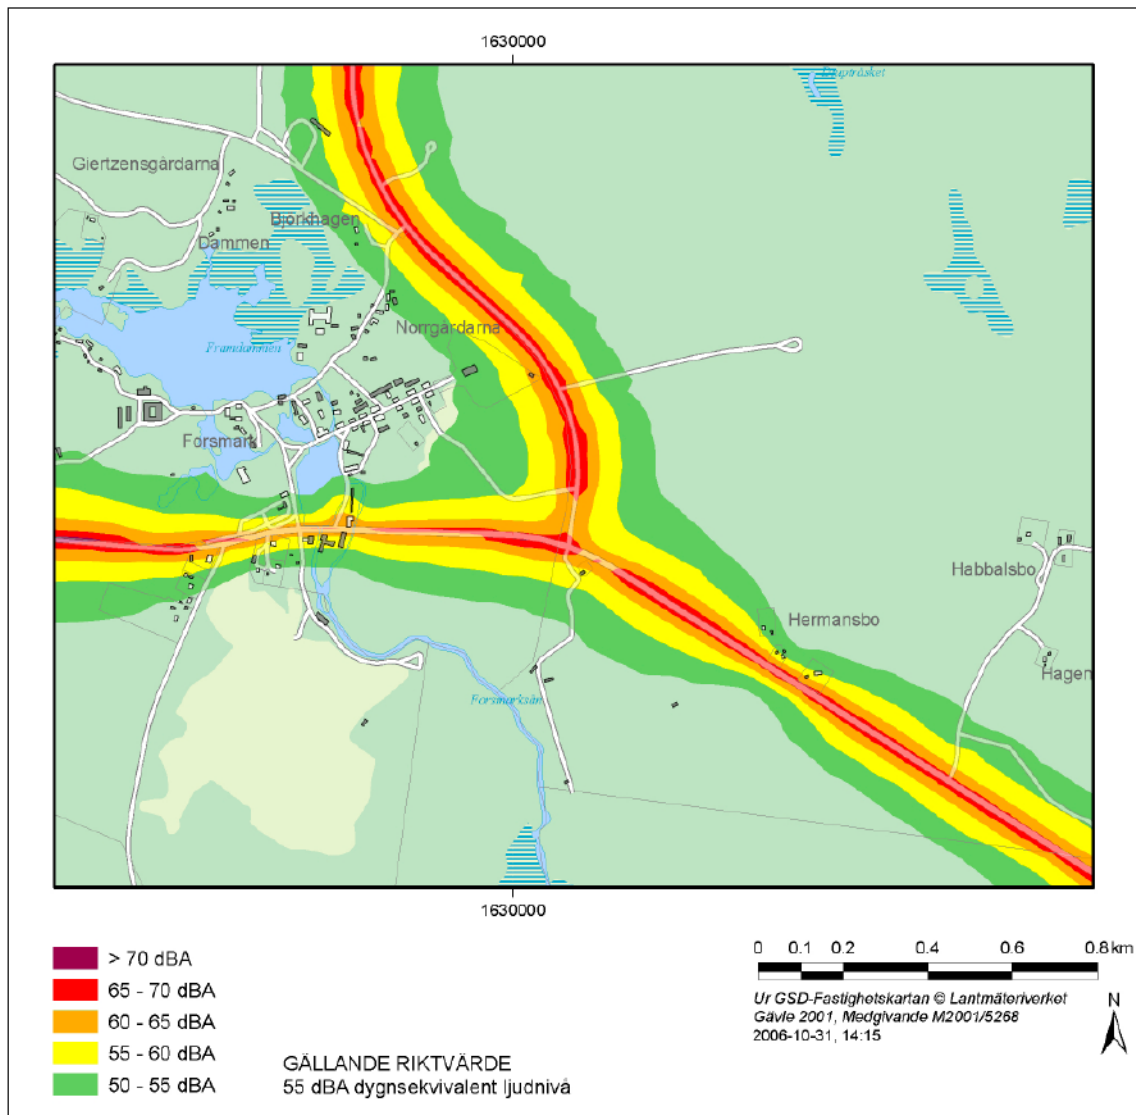 1630000
Giertzensgårdarna
Björkhagen
Dammen
Norrgårdarna
Forsmark
Habbalsbo
Hermansbo
Hagen
Forsmarksån
1630000
> 70 dBA
65 - 70 dBA
60 - 65 dBA
55 - 60 dBA
50 - 55 dBA
GÄLLANDE RIKTVÄRDE
55 dBA dygnsekvivalent ljudnivå
0 0.1 0.2 0.4 0.6 0.8 km
Ur GSD-Fastighetskartan © Lantmäteriverket
Gävle 2001, Medgivande M2001/5268
2006-10-31, 14:15
N